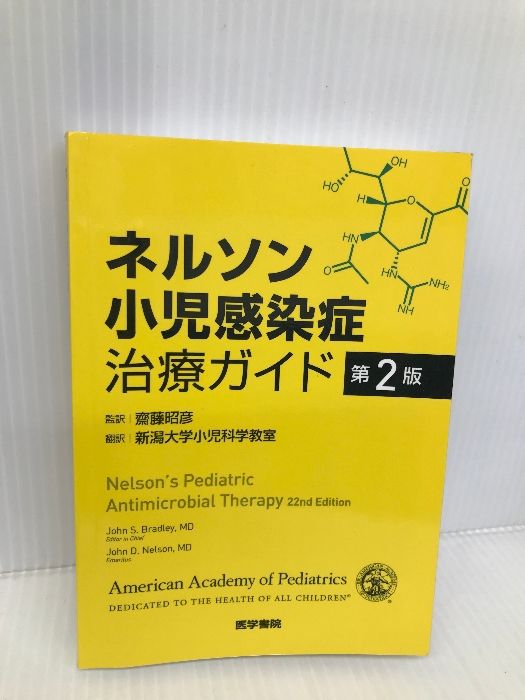 OH
HO
H
O
O
HN
O
HN
NH₂
NH
ネルソン
小児感染症
治療ガイド 第2版
監訳 齋藤昭彦
翻訳 新潟大学小児科学教室
Nelson's Pediatric
Antimicrobial Therapy 22nd Edition
John S. Bradley, MD
Editor in Chief
John D. Nelson, MD
Emeritus
American Academy of Pediatrics
DEDICATED TO THE HEALTH OF ALL CHILDREN®
医学書院